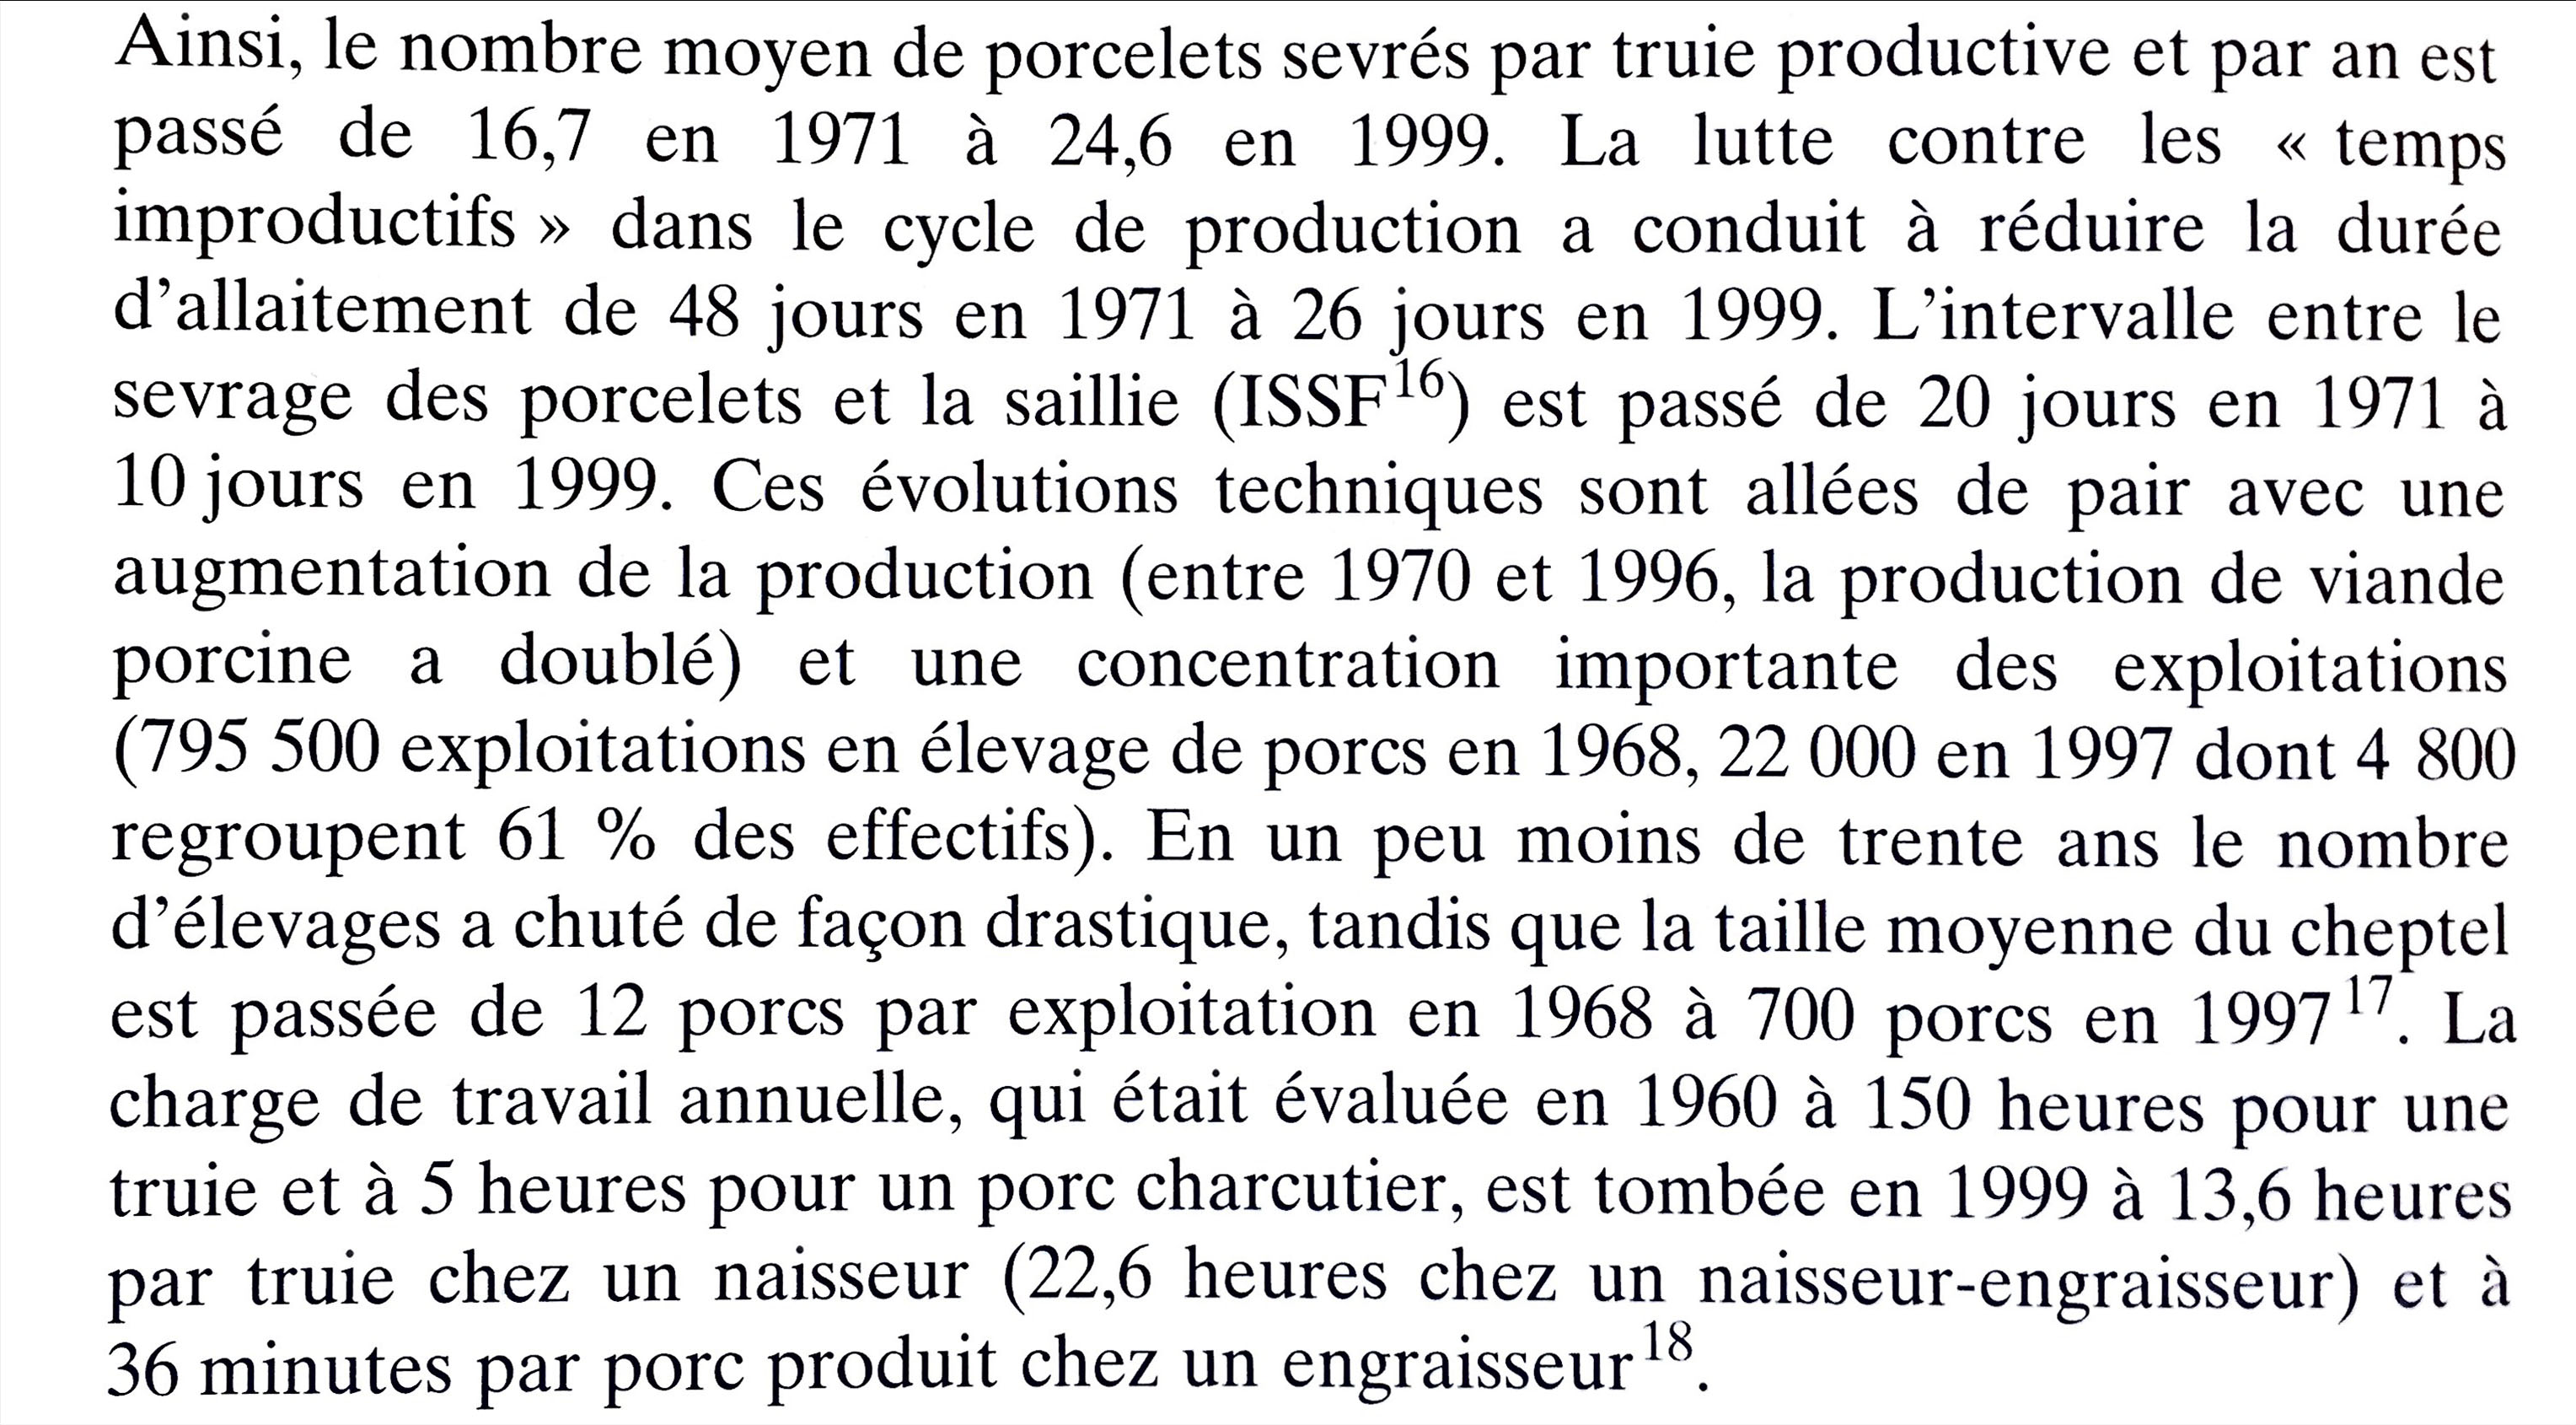 Ainsi, le nombre moyen de porcelets sevrés par truie productive et par an est
passé de 16,7 en 1971 à 24,6 en 1999. La lutte contre les « temps
improductifs » dans le cycle de production a conduit à réduire la durée
d’allaitement de 48 jours en 1971 à 26 jours en 1999. L’intervalle entre le
sevrage des porcelets et la saillie (ISSF¹⁶) est passé de 20 jours en 1971 à
10 jours en 1999. Ces évolutions techniques sont allées de pair avec une
augmentation de la production (entre 1970 et 1996, la production de viande
porcine a doublé) et une concentration importante des exploitations
(795 500 exploitations en élevage de porcs en 1968, 22 000 en 1997 dont 4 800
regroupent 61 % des effectifs). En un peu moins de trente ans le nombre
d’élevages a chuté de façon drastique, tandis que la taille moyenne du cheptel
est passée de 12 porcs par exploitation en 1968 à 700 porcs en 1997¹⁷. La
charge de travail annuelle, qui était évaluée en 1960 à 150 heures pour une
truie et à 5 heures pour un porc charcutier, est tombée en 1999 à 13,6 heures
par truie chez un naisseur (22,6 heures chez un naisseur-engraisseur) et à
36 minutes par porc produit chez un engraisseur¹⁸.